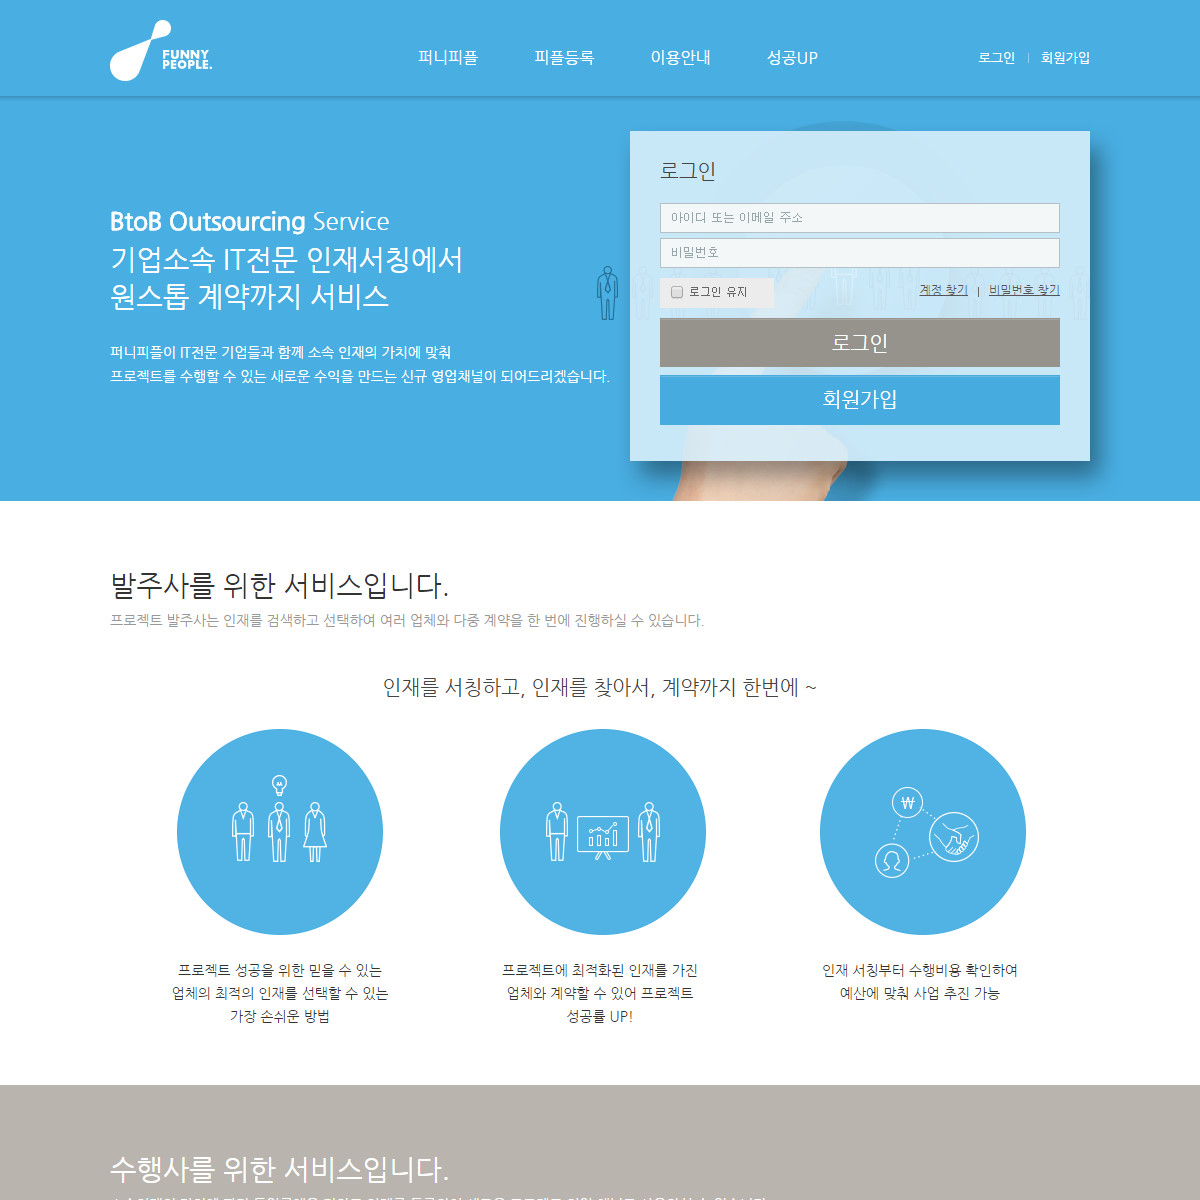 FUNNY
PEOPLE.
퍼니피플
피플등록
이용안내
성공UP
로그인
회원가입
BtoB Outsourcing Service
기업소속 IT전문 인재서칭에서
원스톱 계약까지 서비스
퍼니피플이 IT전문 기업들과 함께 소속 인재의 가치에 맞춰
프로젝트를 수행할 수 있는 새로운 수익을 만드는 신규 영업채널이 되어드리겠습니다.
로그인
아이디 또는 이메일 주소
비밀번호
로그인 유지
계정 찾기 | 비밀번호 찾기
로그인
회원가입
발주사를 위한 서비스입니다.
프로젝트 발주사는 인재를 검색하고 선택하여 여러 업체와 다중 계약을 한 번에 진행하실 수 있습니다.
인재를 서칭하고, 인재를 찾아서, 계약까지 한번에 ~
₩
프로젝트 성공을 위한 믿을 수 있는
업체의 최적의 인재를 선택할 수 있는
가장 손쉬운 방법
프로젝트에 최적화된 인재를 가진
업체와 계약할 수 있어 프로젝트
성공률 UP!
인재 서칭부터 수행비용 확인하여
예산에 맞춰 사업 추진 가능
수행사를 위한 서비스입니다.